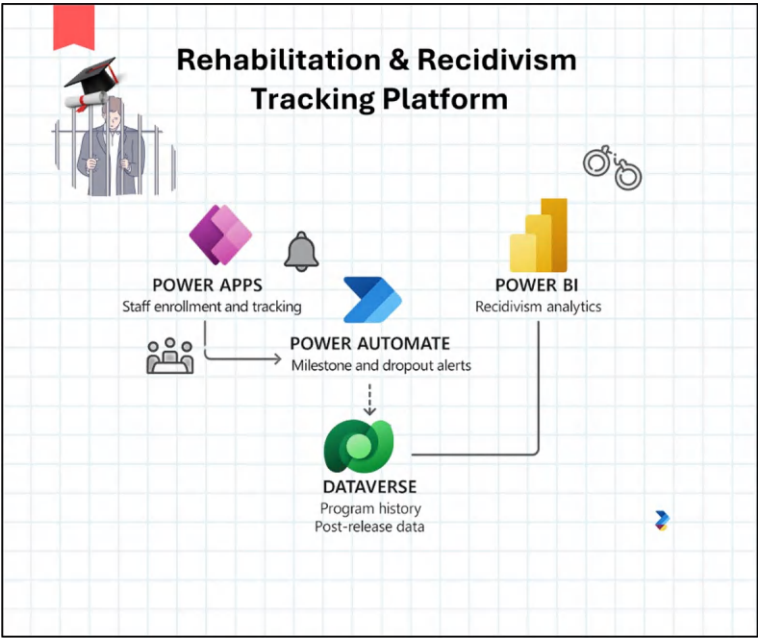 Rehabilitation & Recidivism
Tracking Platform
POWER APPS
Staff enrollment and tracking
POWER BI
Recidivism analytics
POWER AUTOMATE
Milestone and dropout alerts
DATAVERSE
Program history
Post-release data